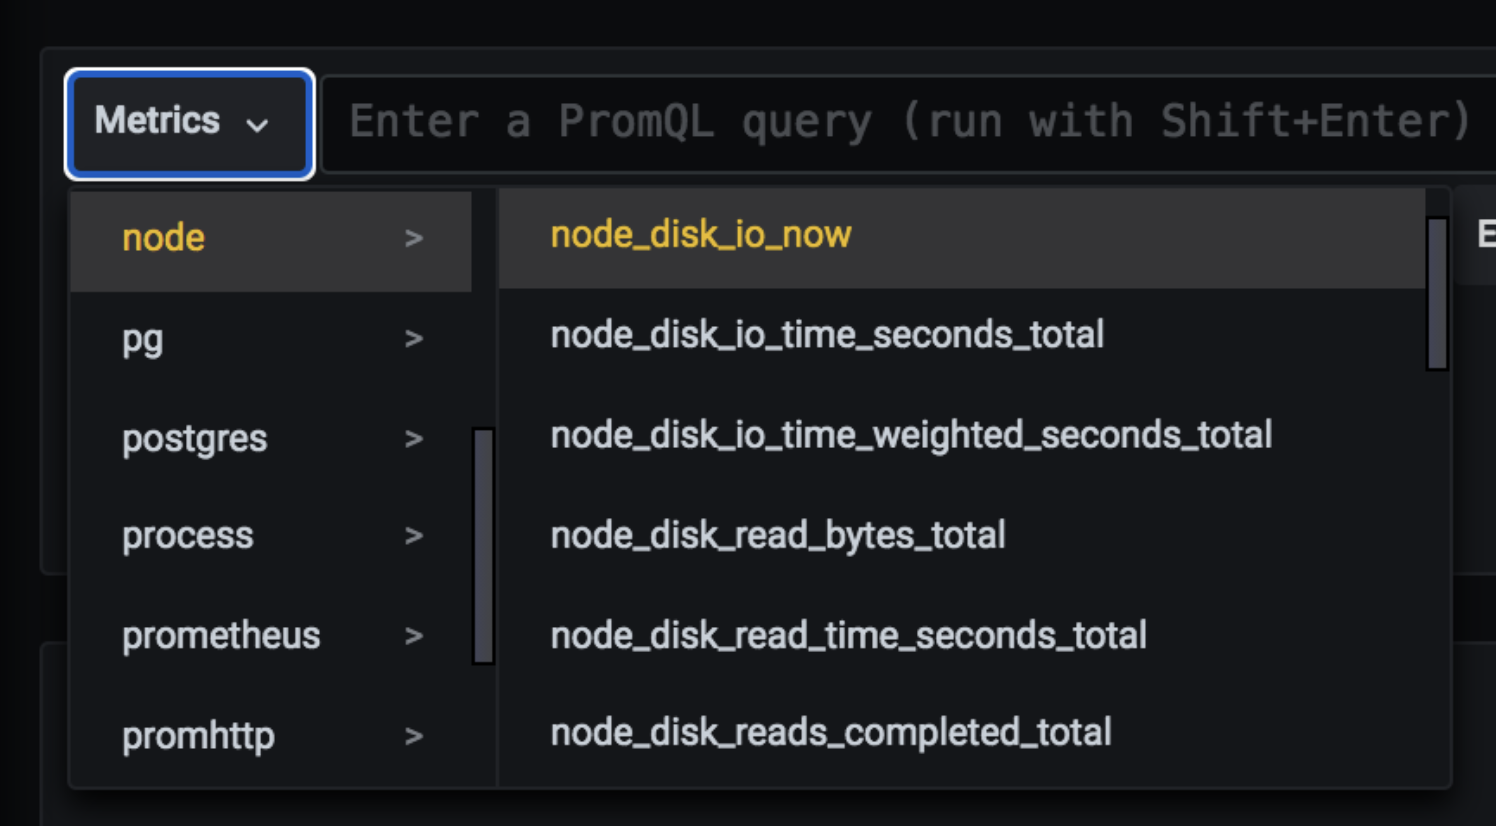 Metrics
Enter a PromQL query (run with Shift+Enter)
node >
pg >
postgres >
process >
prometheus >
promhttp >
node_disk_io_now
node_disk_io_time_seconds_total
node_disk_io_time_weighted_seconds_total
node_disk_read_bytes_total
node_disk_read_time_seconds_total
node_disk_reads_completed_total